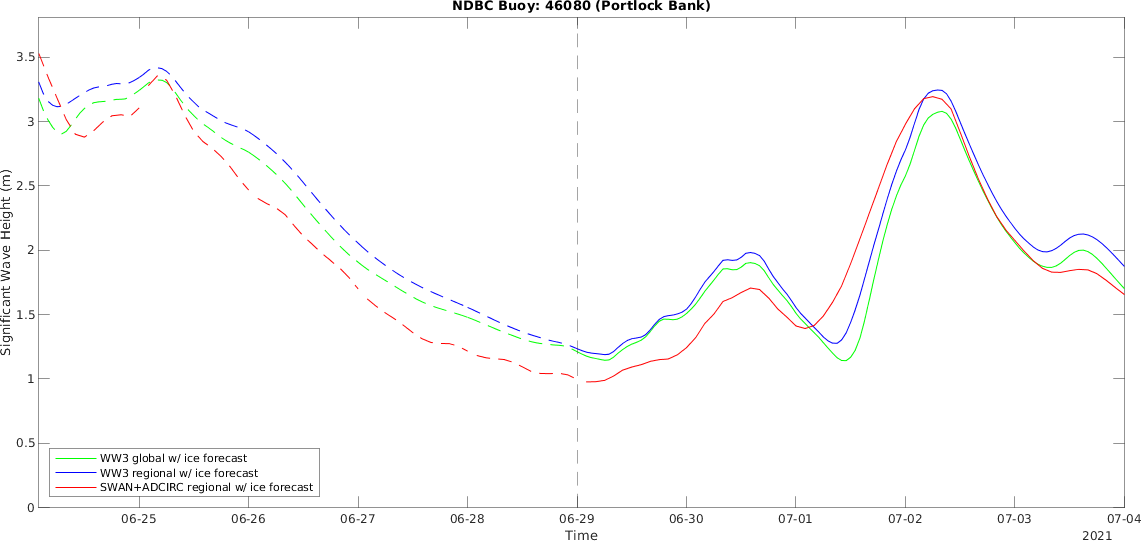 NDBC Buoy: 46080 (Portlock Bank)
Significant Wave Height (m)
3.5
3
2.5
2
1.5
1
0.5
0
WW3 global w/ ice forecast
WW3 regional w/ ice forecast
SWAN+ADCIRC regional w/ ice forecast
06-25 06-26 06-27 06-28 06-29 06-30 07-01 07-02 07-03 07-04
Time
2021